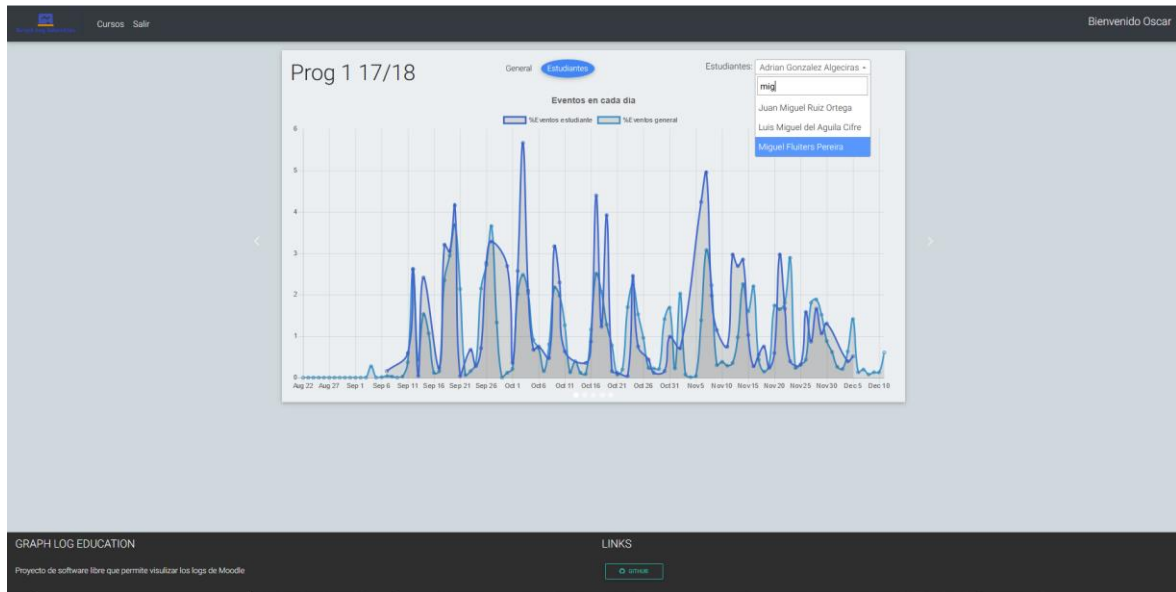 Cursos Salir
Bienvenido Oscar
Prog 1 17/18
General Estudiantes
Estudiantes: Adrian Gonzalez Algeciras
mig
Juan Miguel Ruiz Ortega
Luis Miguel del Aguila Cifre
Miguel Fluiters Pereira
Eventos en cada dia
%Eventos estudiante %Eventos general
6
5
4
3
2
1
0
Aug 22 Aug 27 Sep 1 Sep 6 Sep 11 Sep 16 Sep 21 Sep 26 Oct 1 Oct 6 Oct 11 Oct 16 Oct 21 Oct 26 Oct 31 Nov 5 Nov 10 Nov 15 Nov 20 Nov 25 Nov 30 Dec 5 Dec 18
GRAPH LOG EDUCATION
LINKS
Proyecto de software libre que permite visulizar los logs de Moodle
GITHUB